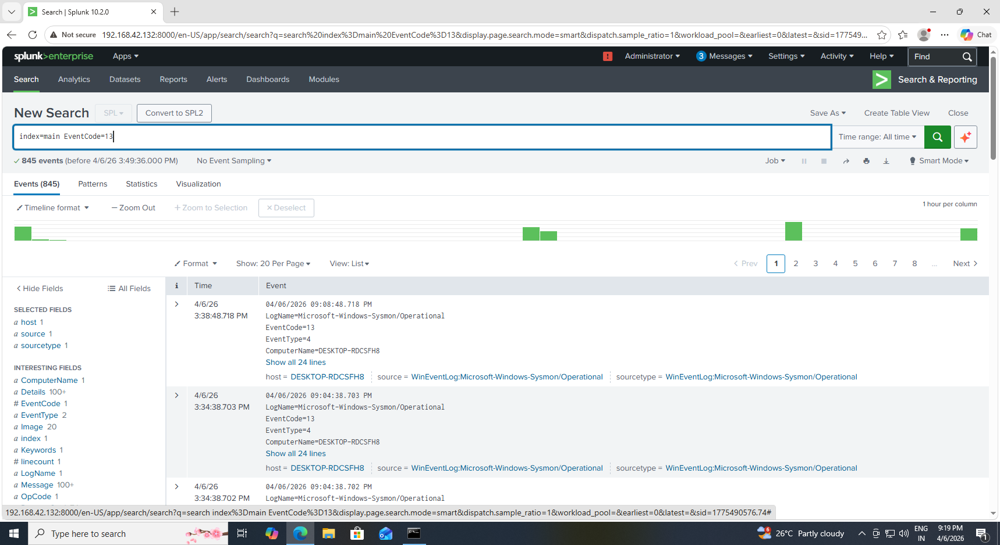 Search | Splunk 10.2.0
Not secure 192.168.42.132:8000/en-US/app/search/search?q=search%20index%3Dmain%20EventCode%3D13&display.page.search.mode=smart&dispatch.sample_ratio=1&workload_pool=&earliest=0&latest=&sid=177549... Chat
splunk>enterprise Apps ! Administrator 3 Messages Settings Activity Help Find
Search Analytics Datasets Reports Alerts Dashboards Modules Search & Reporting
New Search SPL Convert to SPL2 Save As Create Table View Close
index=main EventCode=13 Time range: All time
845 events (before 4/6/26 3:49:36.000 PM) No Event Sampling Job Smart Mode
Events (845) Patterns Statistics Visualization
Timeline format — Zoom Out + Zoom to Selection × Deselect 1 hour per column
Format Show: 20 Per Page View: List < Prev 1 2 3 4 5 6 7 8 ... Next >
< Hide Fields All Fields
SELECTED FIELDS
a host 1
a source 1
a sourcetype 1
INTERESTING FIELDS
a ComputerName 1
a Details 100+
# EventCode 1
a EventType 2
a Image 20
a index 1
a Keywords 1
# linecount 1
a LogName 1
a Message 100+
a OpCode 1
i Time Event
> 4/6/26 3:38:48.718 PM
04/06/2026 09:08:48.718 PM
LogName=Microsoft-Windows-Sysmon/Operational
EventCode=13
EventType=4
ComputerName=DESKTOP-RDCSFH8
Show all 24 lines
host = DESKTOP-RDCSFH8 source = WinEventLog:Microsoft-Windows-Sysmon/Operational sourcetype = WinEventLog:Microsoft-Windows-Sysmon/Operational
> 4/6/26 3:34:38.703 PM
04/06/2026 09:04:38.703 PM
LogName=Microsoft-Windows-Sysmon/Operational
EventCode=13
EventType=4
ComputerName=DESKTOP-RDCSFH8
Show all 24 lines
host = DESKTOP-RDCSFH8 source = WinEventLog:Microsoft-Windows-Sysmon/Operational sourcetype = WinEventLog:Microsoft-Windows-Sysmon/Operational
> 4/6/26 3:34:38.702 PM
04/06/2026 09:04:38.702 PM
LogName=Microsoft-Windows-Sysmon/Operational
192.168.42.132:8000/en-US/app/search/search?q=search index%3Dmain EventCode%3D13&display.page.search.mode=smart&dispatch.sample_ratio=1&workload_pool=&earliest=0&latest=&sid=1775490576.74#
Type here to search 6 26°C Partly cloudy ENG IN 9:19 PM 4/6/2026 1